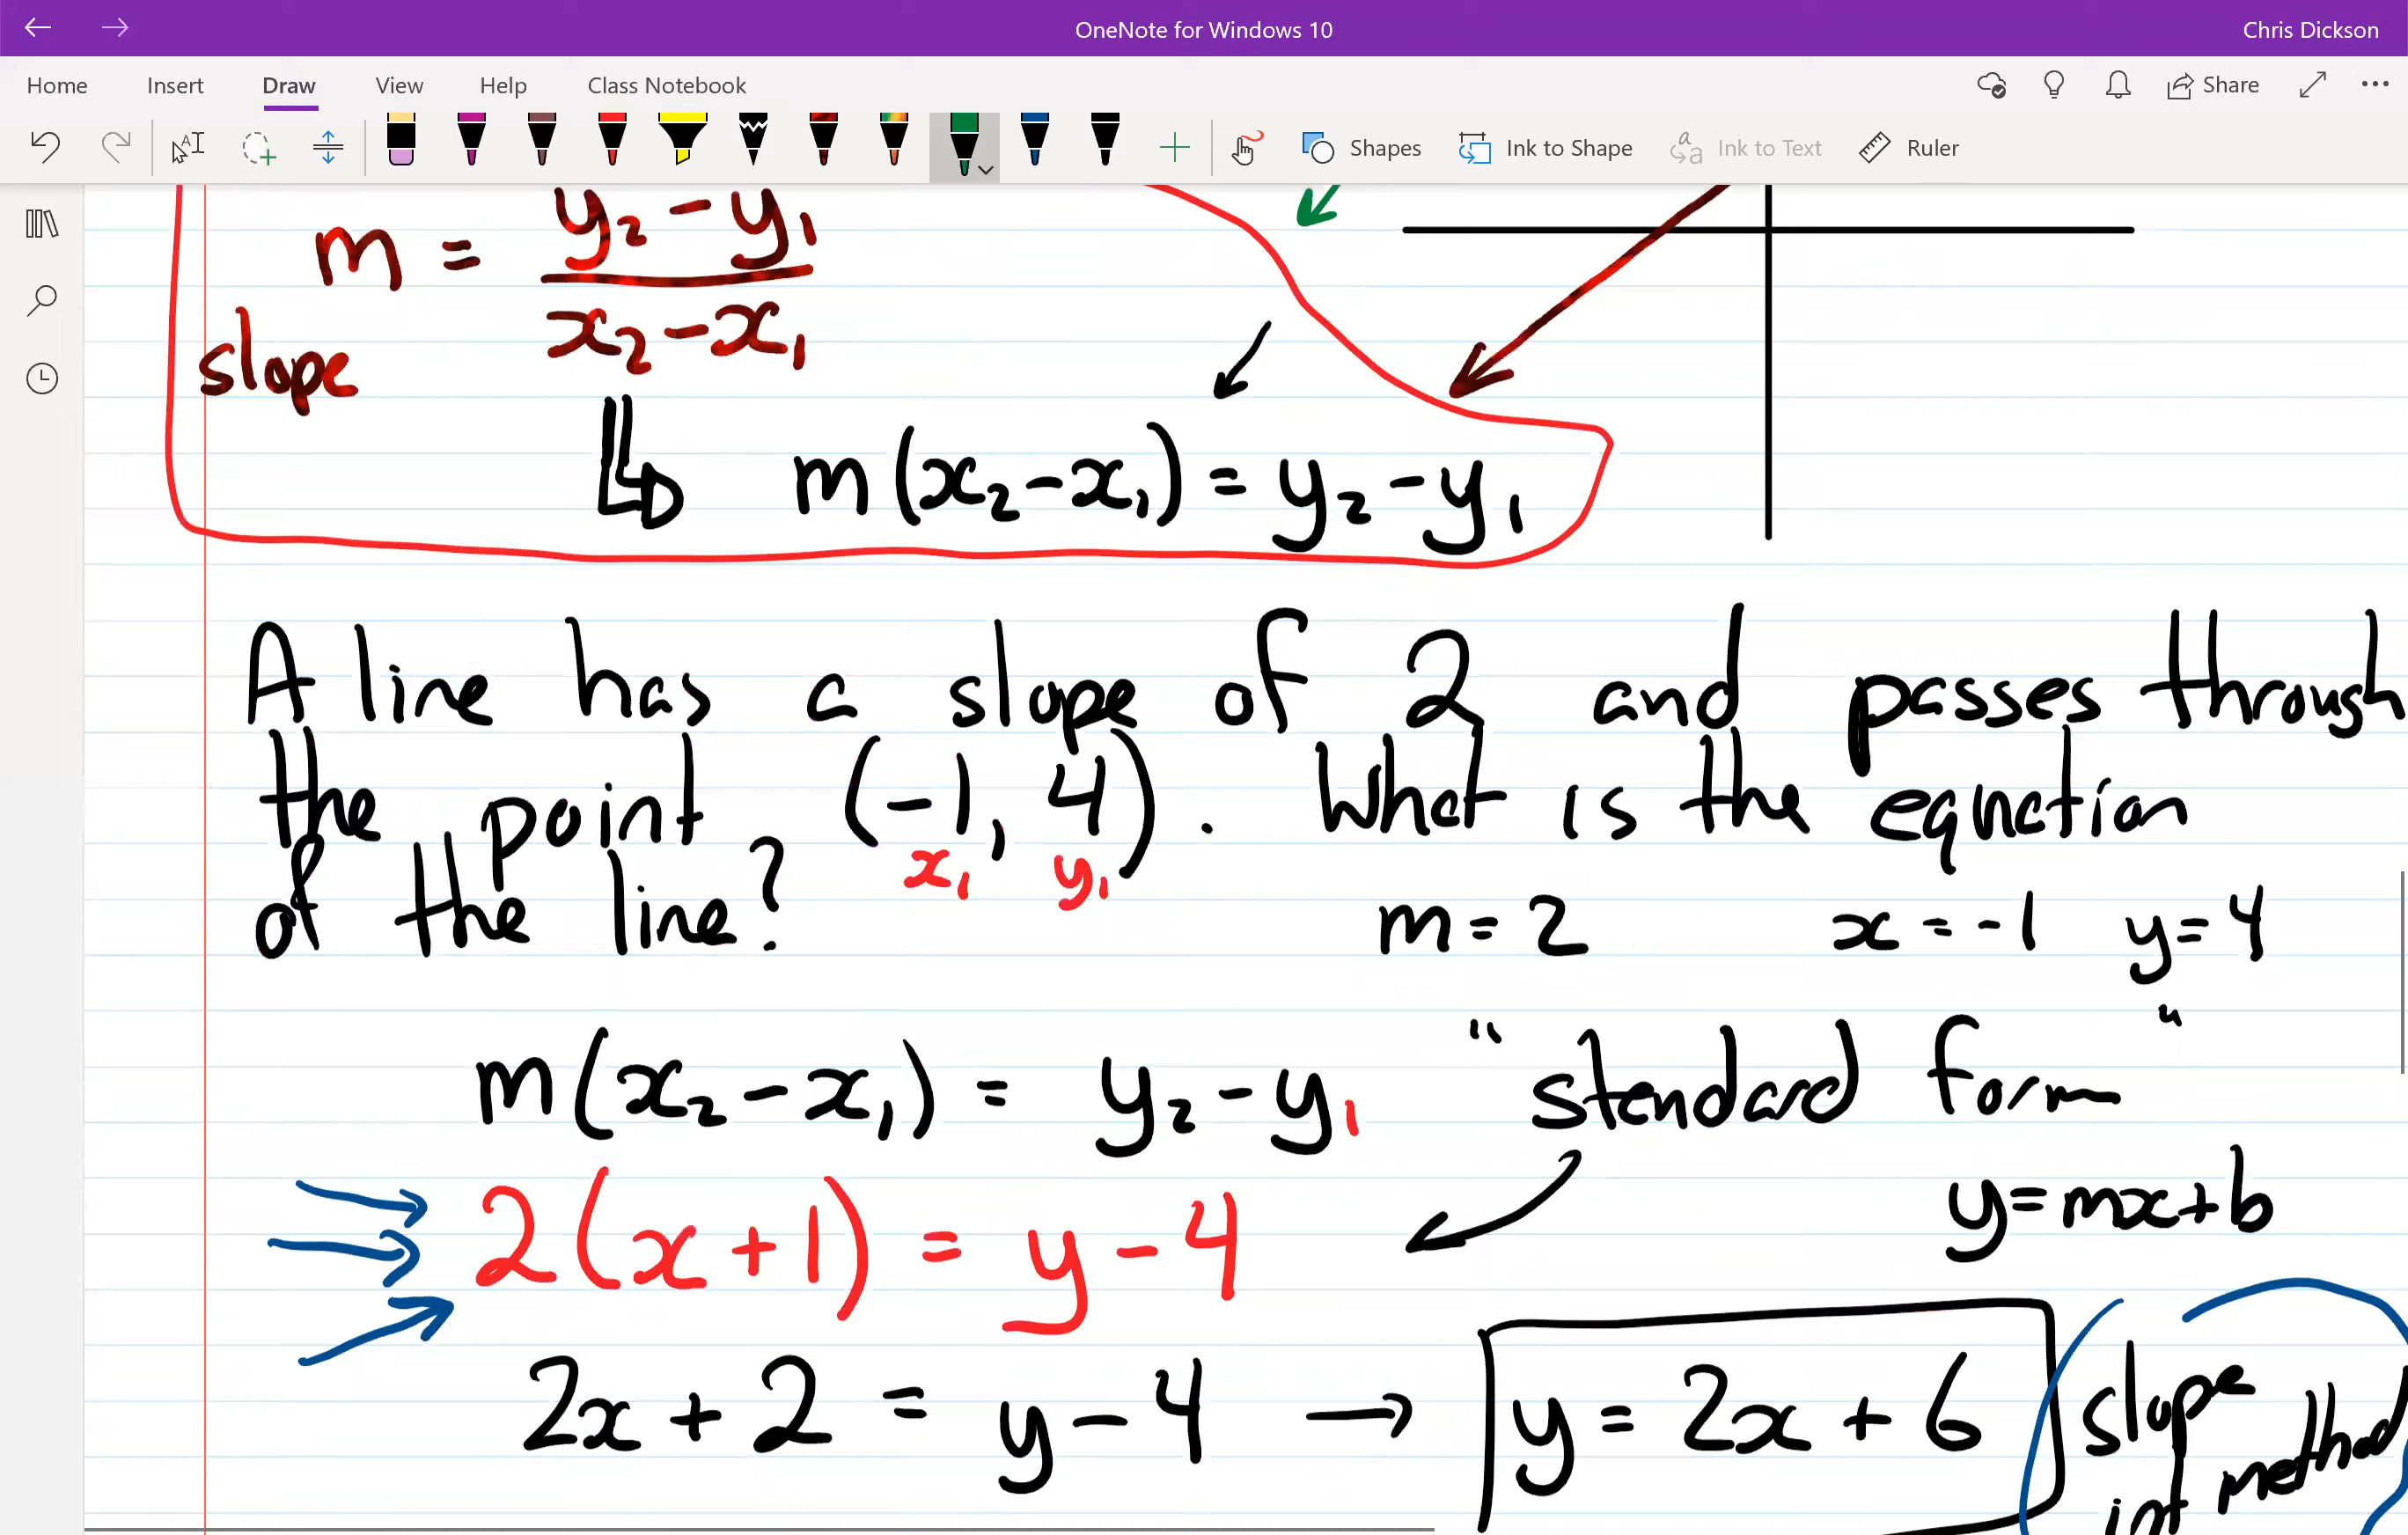 OneNote for Windows 10
Chris Dickson
Home Insert Draw View Help Class Notebook Share
Shapes Ink to Shape Ink to Text Ruler
m = y₂ - y₁
x₂ - x₁
slope
m(x₂ - x₁) = y₂ - y₁
A line has a slope of 2 and passes through
the point (-1, 4). What is the equation
x₁ y₁
of the line? m = 2 x = -1 y = 4
m(x₂ - x₁) = y₂ - y₁ "standard form"
y = mx + b
2(x + 1) = y - 4
2x + 2 = y - 4 → y = 2x + 6
slope
int method